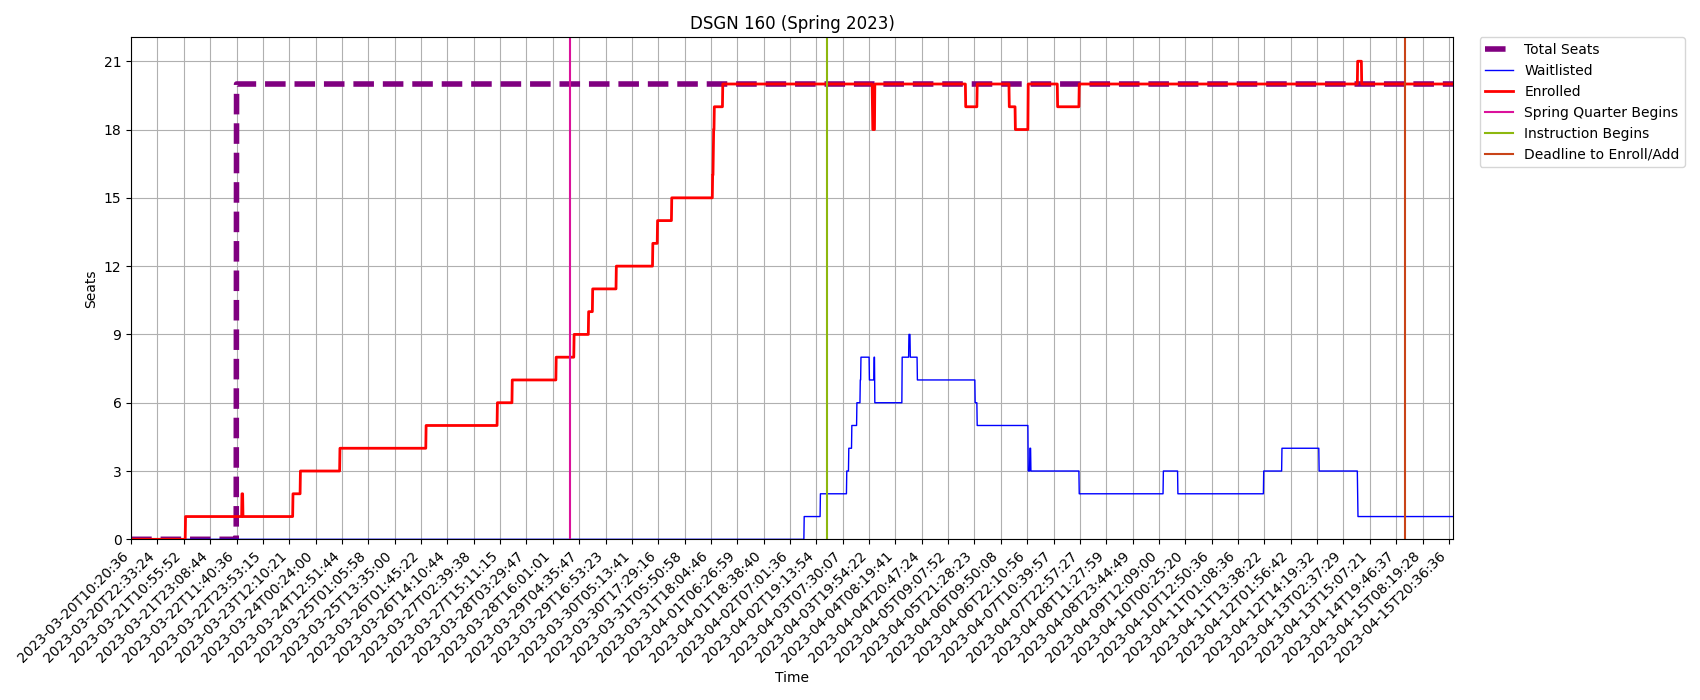 DSGN 160 (Spring 2023)
Total Seats
Waitlisted
Enrolled
Spring Quarter Begins
Instruction Begins
Deadline to Enroll/Add
Seats
21
18
15
12
9
6
3
0
2023-03-20T10:20:36
2023-03-20T22:33:24
2023-03-21T10:55:52
2023-03-21T23:08:44
2023-03-22T11:40:36
2023-03-22T23:53:15
2023-03-23T12:10:21
2023-03-24T00:24:00
2023-03-24T12:51:44
2023-03-25T01:05:58
2023-03-25T13:35:00
2023-03-26T01:45:22
2023-03-26T14:10:44
2023-03-27T02:39:38
2023-03-27T15:11:15
2023-03-28T03:29:47
2023-03-28T16:01:01
2023-03-29T04:35:47
2023-03-29T16:53:23
2023-03-30T05:13:41
2023-03-30T17:29:16
2023-03-31T05:50:58
2023-03-31T18:04:46
2023-04-01T06:26:59
2023-04-01T18:38:40
2023-04-02T07:01:36
2023-04-02T19:13:54
2023-04-03T07:30:07
2023-04-03T19:54:22
2023-04-04T08:19:41
2023-04-04T20:47:24
2023-04-05T09:07:52
2023-04-05T21:28:23
2023-04-06T09:50:08
2023-04-06T22:10:56
2023-04-07T10:39:57
2023-04-07T22:57:27
2023-04-08T11:27:59
2023-04-08T23:44:49
2023-04-09T12:09:00
2023-04-10T00:25:20
2023-04-10T12:50:36
2023-04-11T01:08:36
2023-04-11T13:38:22
2023-04-12T01:56:42
2023-04-12T14:19:32
2023-04-13T02:37:29
2023-04-13T15:07:21
2023-04-14T19:46:37
2023-04-15T08:19:28
2023-04-15T20:36:36
Time